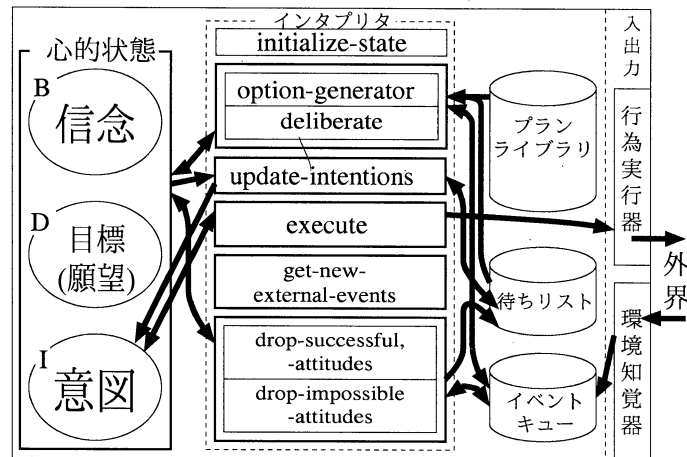 心的状態
B
信念
D
目標
(願望)
I
意図
インタプリタ
initialize-state
option-generator
deliberate
update-intentions
execute
get-new-
external-events
drop-successful,
-attitudes
drop-impossible
-attitudes
プラン
ライブラリ
待ちリスト
イベント
キュー
入出力
行為実行器
環境知覚器
外界